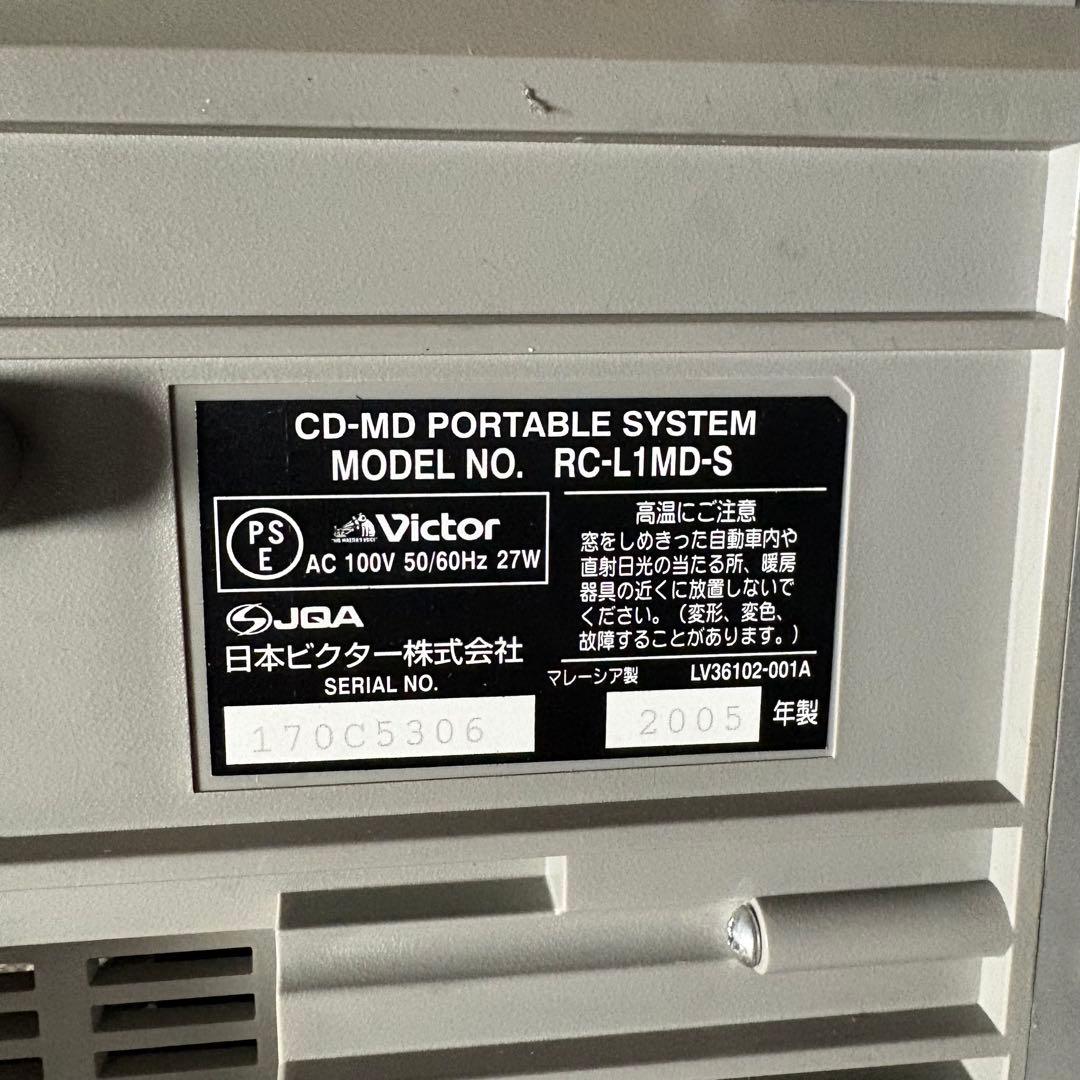 CD-MD PORTABLE SYSTEM
MODEL NO. RC-L1MD-S
PS
E
"HIS MASTER'S VOICE"
Victor
AC 100V 50/60Hz 27W
JQA
日本ビクター株式会社
SERIAL NO.
170C5306
高温にご注意
窓をしめきった自動車内や
直射日光の当たる所、暖房
器具の近くに放置しないで
ください。（変形、変色、
故障することがあります。）
マレーシア製 LV36102-001A
2005 年製